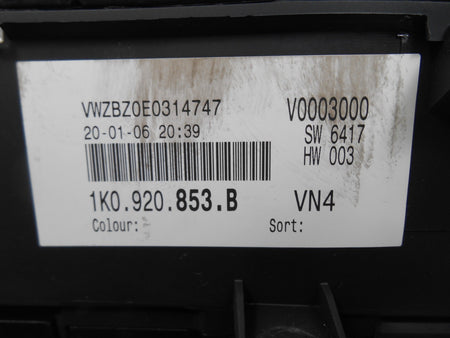 VWZBZ0E0314747 V0003000
20-01-06 20:39 SW 6417
HW 003
1K0.920.853.B VN4
Colour: Sort: